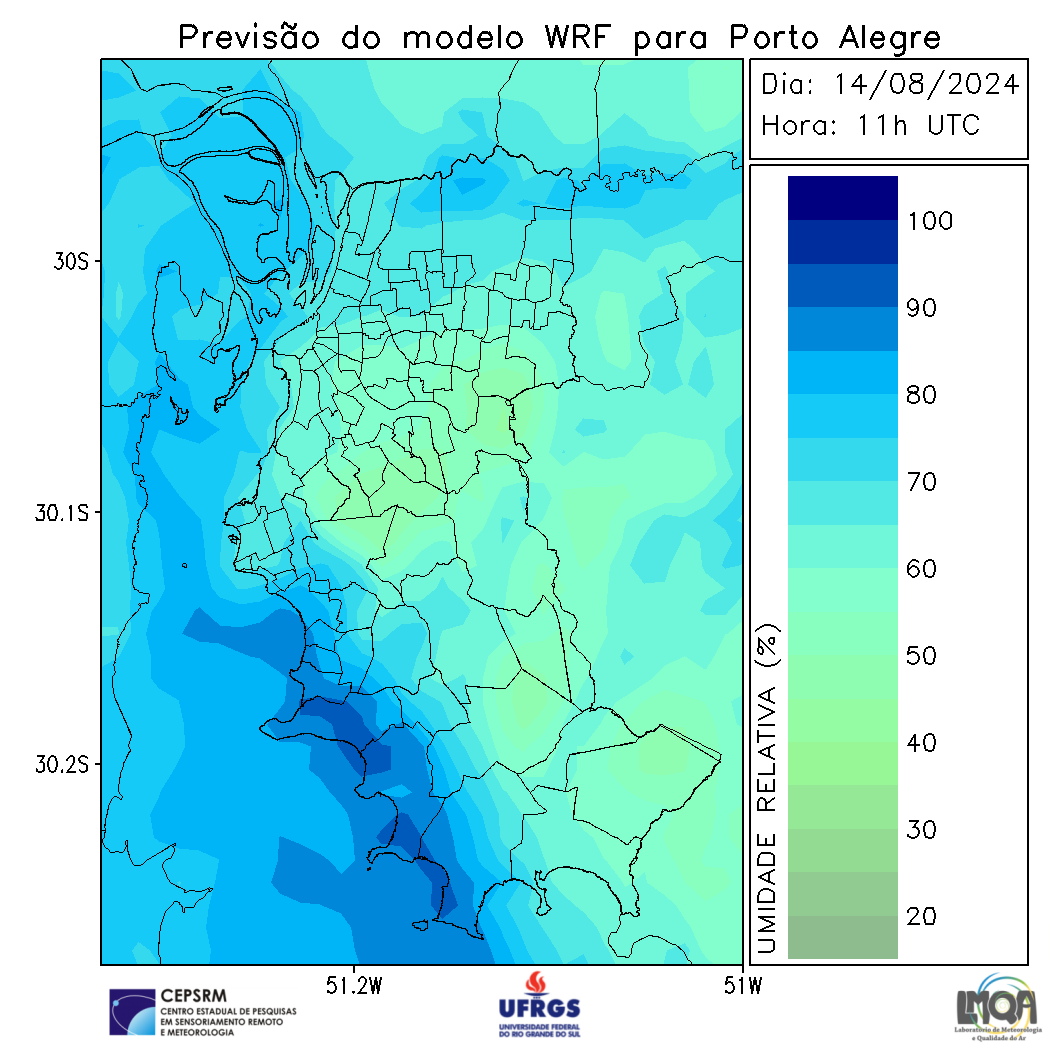 Previsão do modelo WRF para Porto Alegre
Dia: 14/08/2024
Hora: 11h UTC
30S
30.1S
30.2S
51.2W
51W
100
90
80
70
60
50
40
30
20
UMIDADE RELATIVA (%)
CEPSRM
CENTRO ESTADUAL DE PESQUISAS
EM SENSORIAMENTO REMOTO
E METEOROLOGIA
UFRGS
UNIVERSIDADE FEDERAL
DO RIO GRANDE DO SUL
LMQA
Laboratório de Meteorologia
e Qualidade do Ar